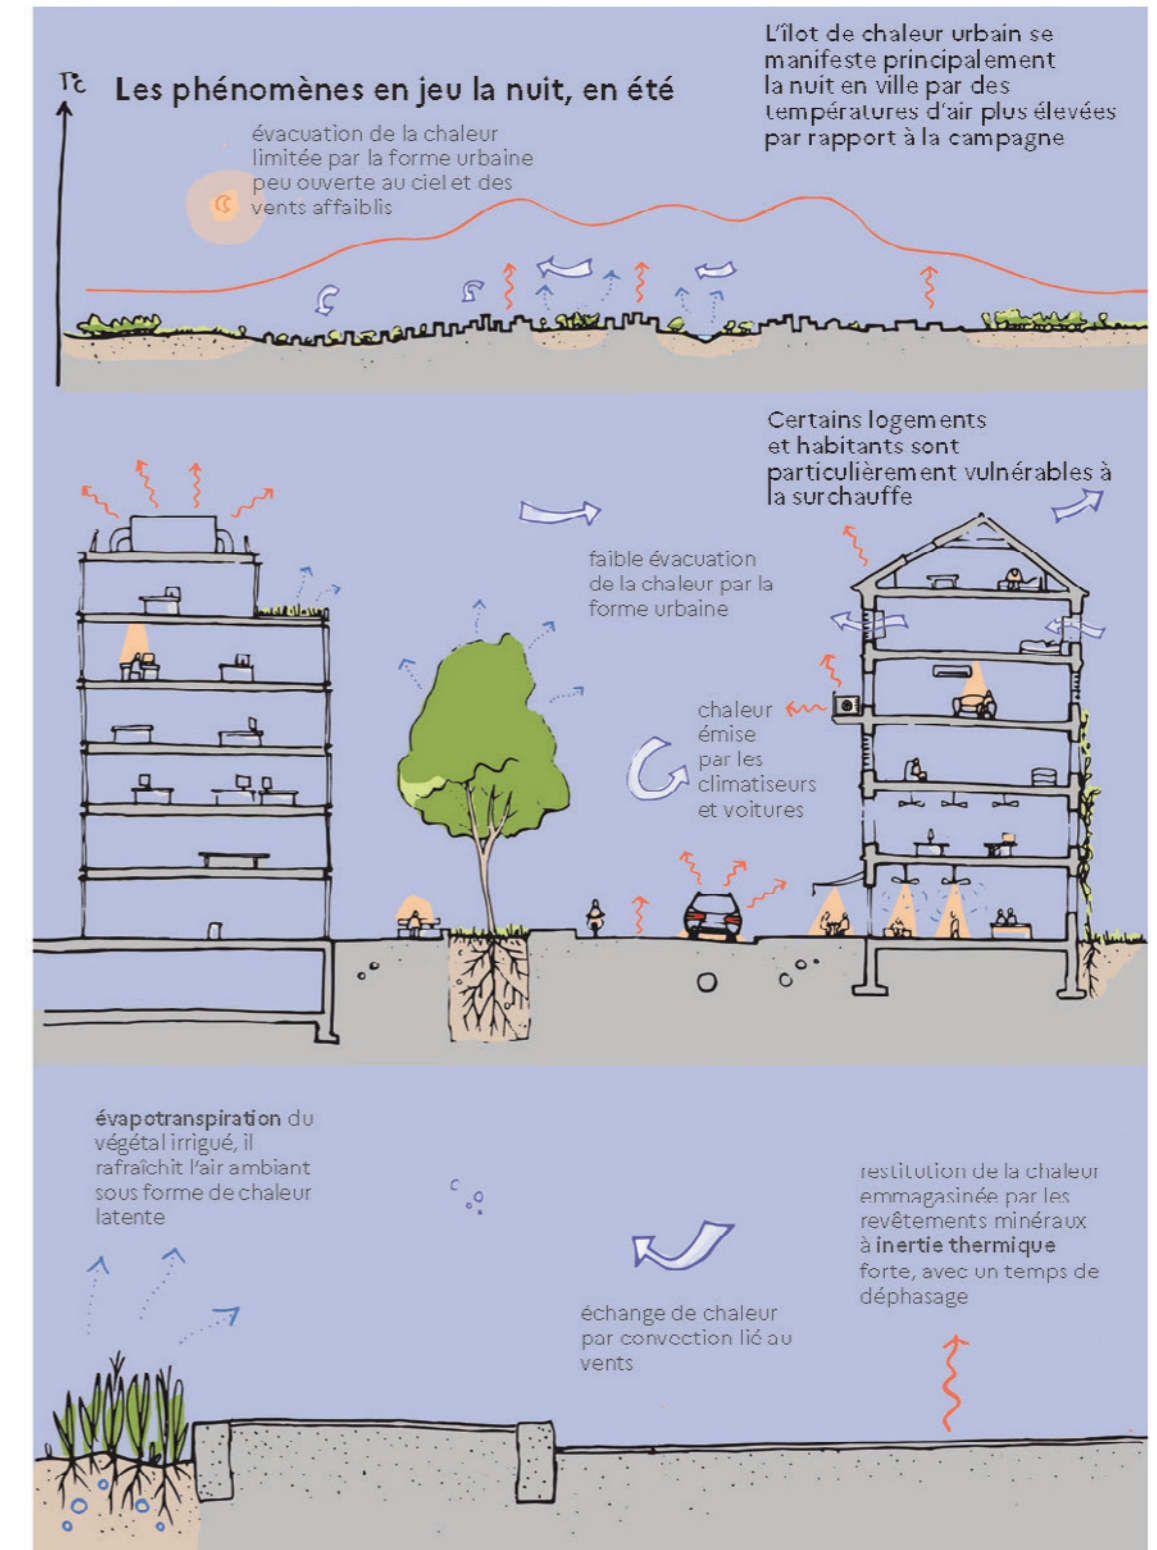 T°C
Les phénomènes en jeu la nuit, en été
L'îlot de chaleur urbain se
manifeste principalement
la nuit en ville par des
températures d'air plus élevées
par rapport à la campagne
évacuation de la chaleur
limitée par la forme urbaine
peu ouverte au ciel et des
vents affaiblis
Certains logements
et habitants sont
particulièrement vulnérables à
la surchauffe
faible évacuation
de la chaleur par la
forme urbaine
chaleur
émise
par les
climatiseurs
et voitures
évapotranspiration du
végétal irrigué, il
rafraîchit l'air ambiant
sous forme de chaleur
latente
échange de chaleur
par convection lié au
vents
restitution de la chaleur
emmagasinée par les
revêtements minéraux
à inertie thermique
forte, avec un temps de
déphasage